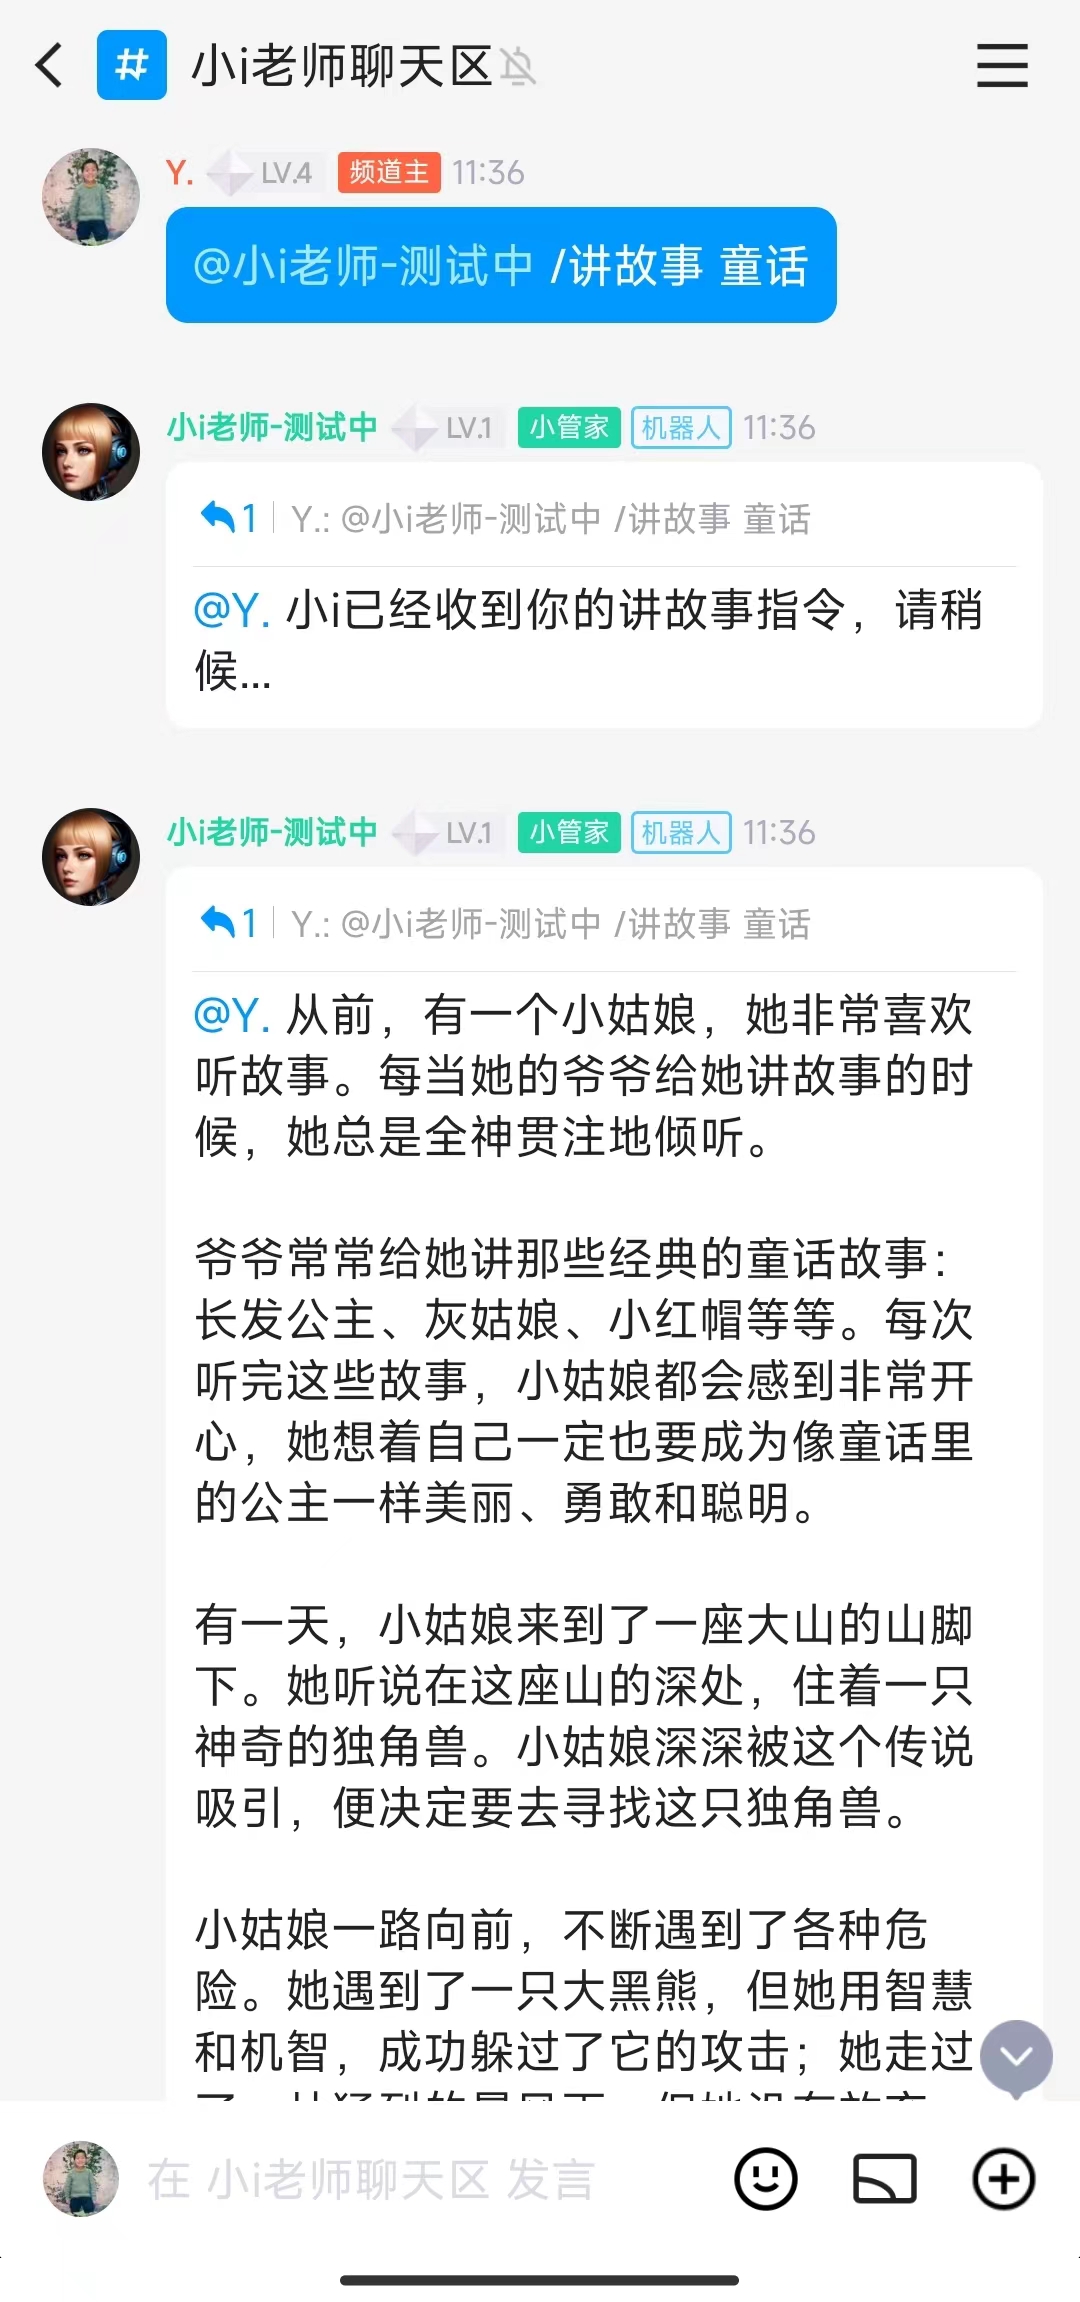 小i老师聊天区
Y. LV.4 频道主 11:36
@小i老师-测试中 /讲故事 童话
小i老师-测试中 LV.1 小管家 机器人 11:36
1 Y.: @小i老师-测试中 /讲故事 童话
@Y. 小i已经收到你的讲故事指令，请稍
候...
小i老师-测试中 LV.1 小管家 机器人 11:36
1 Y.: @小i老师-测试中 /讲故事 童话
@Y. 从前，有一个小姑娘，她非常喜欢
听故事。每当她的爷爷给她讲故事的时
候，她总是全神贯注地倾听。
爷爷常常给她讲那些经典的童话故事：
长发公主、灰姑娘、小红帽等等。每次
听完这些故事，小姑娘都会感到非常开
心，她想着自己一定也要成为像童话里
的公主一样美丽、勇敢和聪明。
有一天，小姑娘来到了一座大山的山脚
下。她听说在这座山的深处，住着一只
神奇的独角兽。小姑娘深深被这个传说
吸引，便决定要去寻找这只独角兽。
小姑娘一路向前，不断遇到了各种危
险。她遇到了一只大黑熊，但她用智慧
和机智，成功躲过了它的攻击；她走过
在 小i老师聊天区 发言